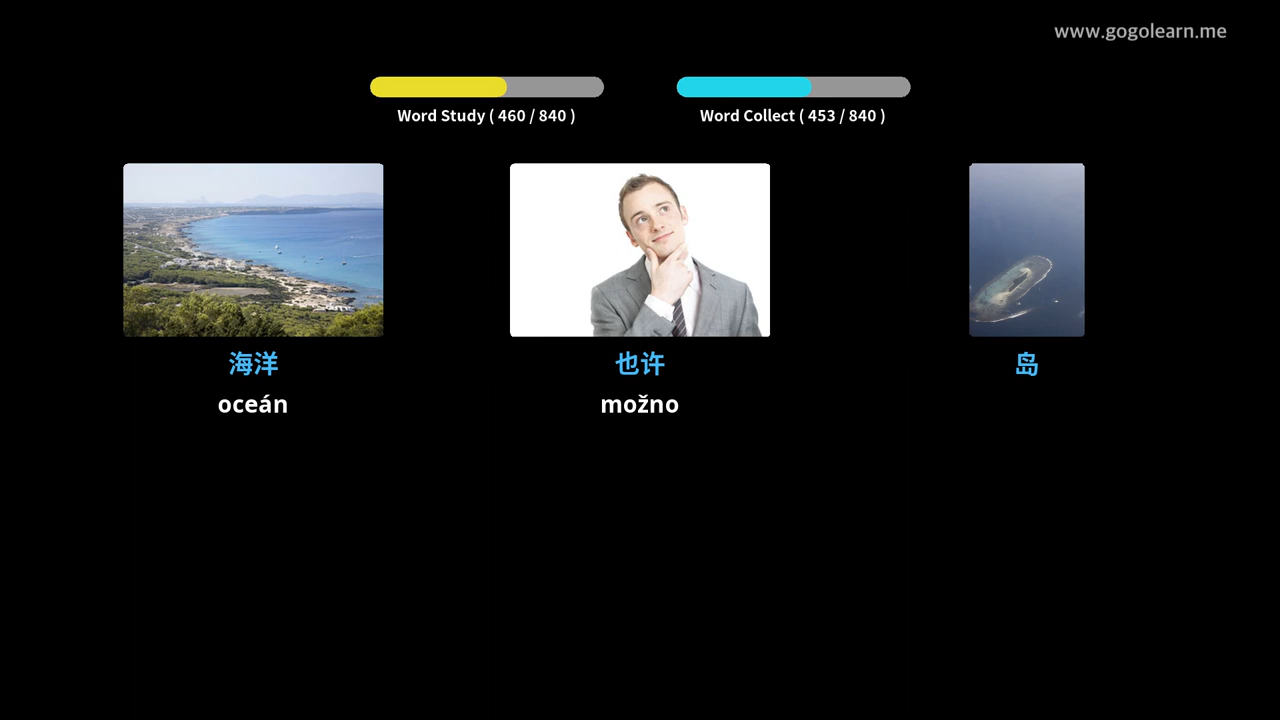 www.gogolearn.me
Word Study ( 460 / 840 )
Word Collect ( 453 / 840 )
海洋
oceán
也许
možno
岛